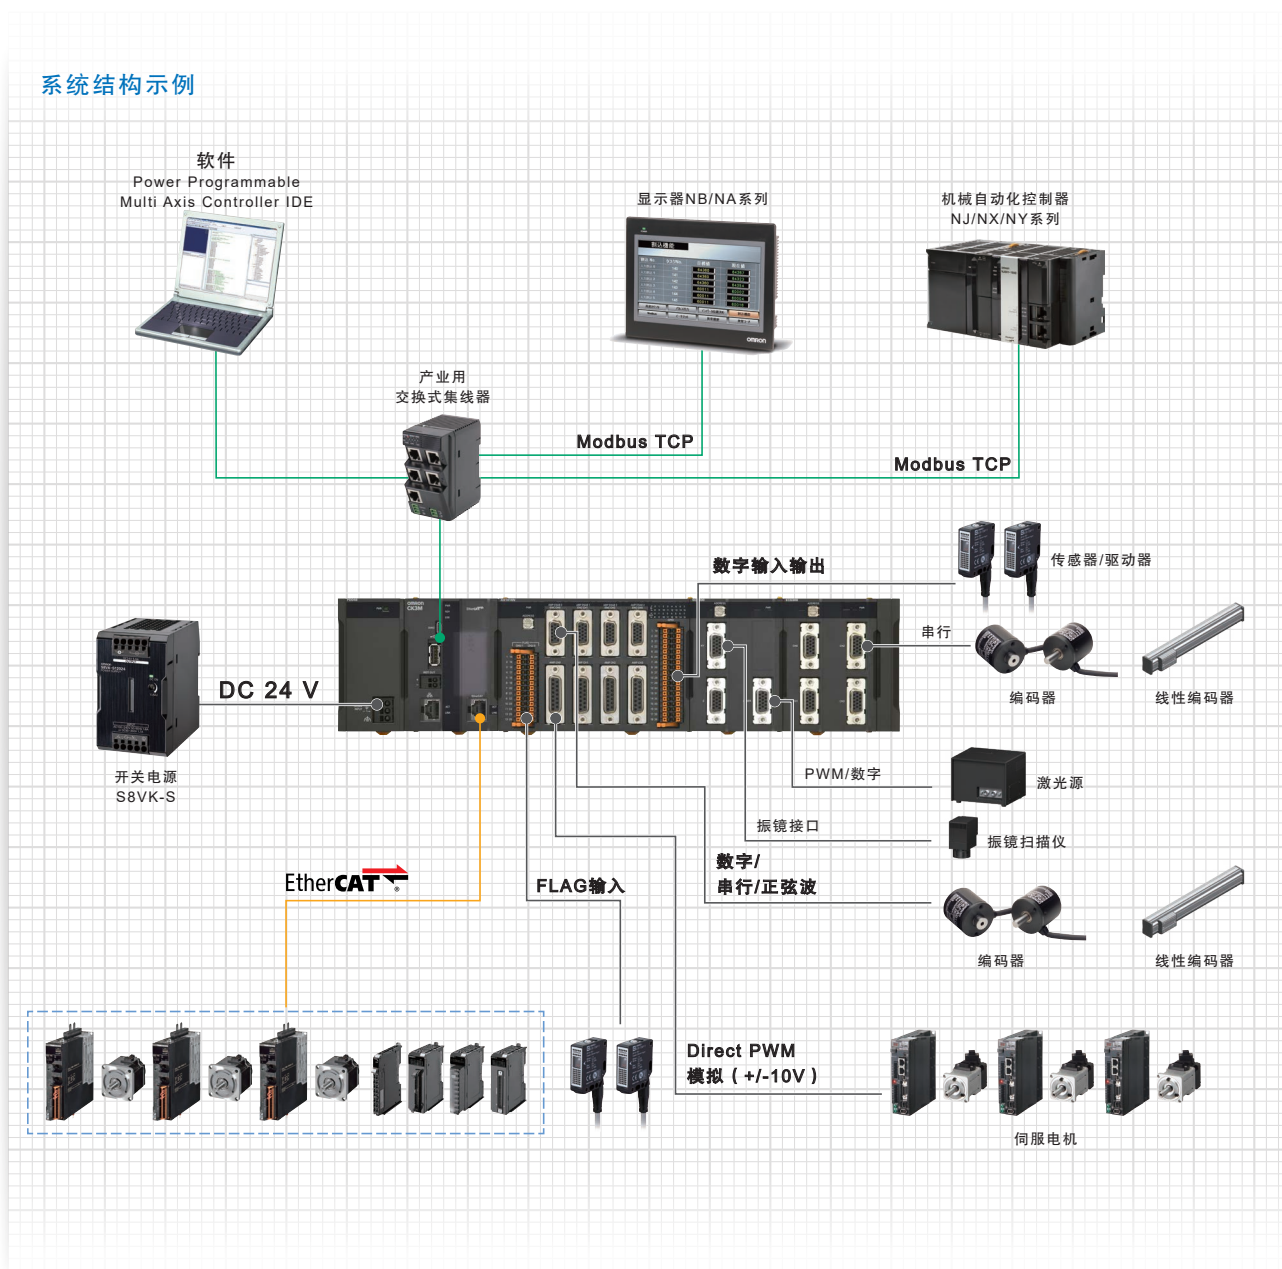 系统结构示例
软件
Power Programmable
Multi Axis Controller IDE
显示器NB/NA系列
机械自动化控制器
NJ/NX/NY系列
OMRON
产业用
交换式集线器
Modbus TCP
Modbus TCP
数字输入输出
传感器/驱动器
串行
编码器
线性编码器
DC 24 V
开关电源
S8VK-S
PWM/数字
激光源
振镜接口
振镜扫描仪
EtherCAT®
FLAG输入
数字/
串行/正弦波
编码器
线性编码器
Direct PWM
模拟（+/-10V）
伺服电机